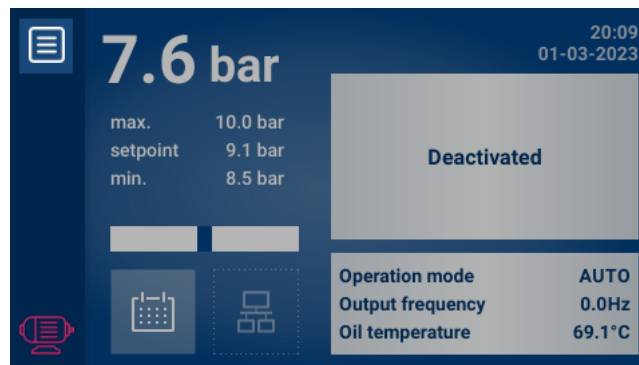 7.6 bar
20:09
01-03-2023
max. 10.0 bar
setpoint 9.1 bar
min. 8.5 bar
Deactivated
Operation mode AUTO
Output frequency 0.0Hz
Oil temperature 69.1°C